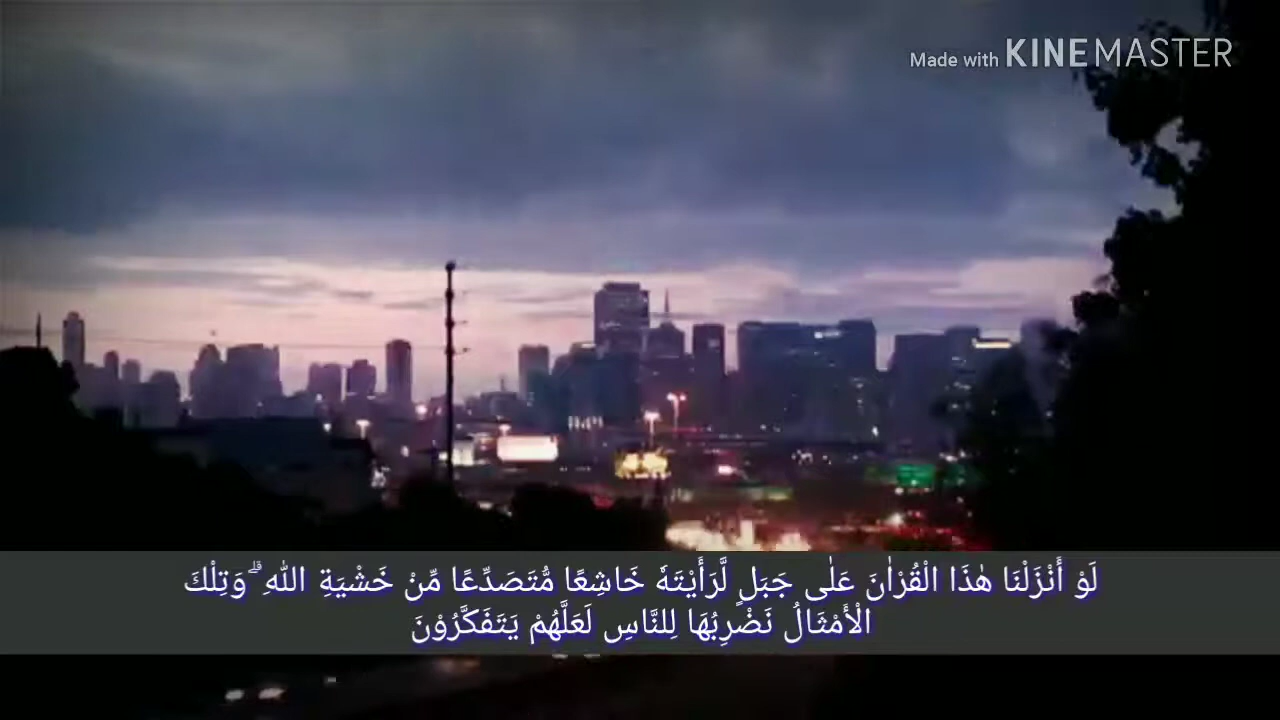 Made with KINEMASTER
لَوْ أَنْزَلْنَا هٰذَا الْقُرْاٰنَ عَلٰى جَبَلٍ لَّرَأَيْتَهٗ خَاشِعًا مُّتَصَدِّعًا مِّنْ خَشْيَةِ اللّٰهِ ۗ وَتِلْكَ
الْأَمْثَالُ نَضْرِبُهَا لِلنَّاسِ لَعَلَّهُمْ يَتَفَكَّرُوْنَ